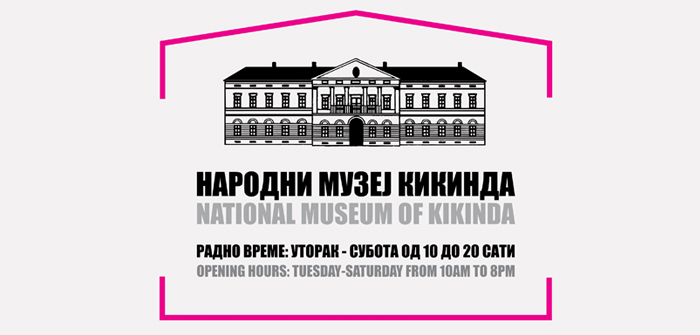 НАРОДНИ МУЗЕЈ КИКИНДА
NATIONAL MUSEUM OF KIKINDA
РАДНО ВРЕМЕ: УТОРАК - СУБОТА ОД 10 ДО 20 САТИ
OPENING HOURS: TUESDAY-SATURDAY FROM 10AM TO 8PM